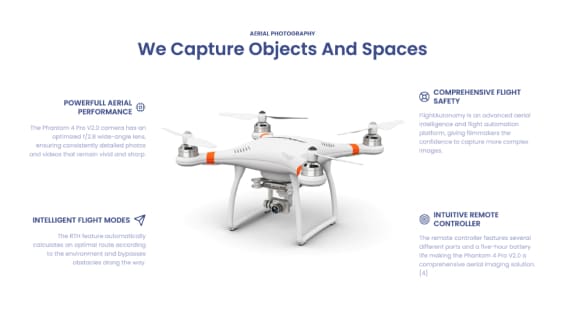 AERIAL PHOTOGRAPHY
We Capture Objects And Spaces
POWERFULL AERIAL
PERFORMANCE
The Phantom 4 Pro V2.0 camera has an
optimized f/2.8 wide-angle lens,
ensuring consistently detailed photos
and videos that remain vivid and sharp.
INTELLIGENT FLIGHT MODES
The RTH feature automatically
calculates an optimal route according
to the environment and bypasses
obstacles along the way.
COMPREHENSIVE FLIGHT
SAFETY
FlightAutonomy is an advanced aerial
intelligence and flight automation
platform, giving filmmakers the
confidence to capture more complex
images.
INTUITIVE REMOTE
CONTROLLER
The remote controller features several
different ports and a five-hour battery
life making the Phantom 4 Pro V2.0 a
comprehensive aerial imaging solution.
[4]